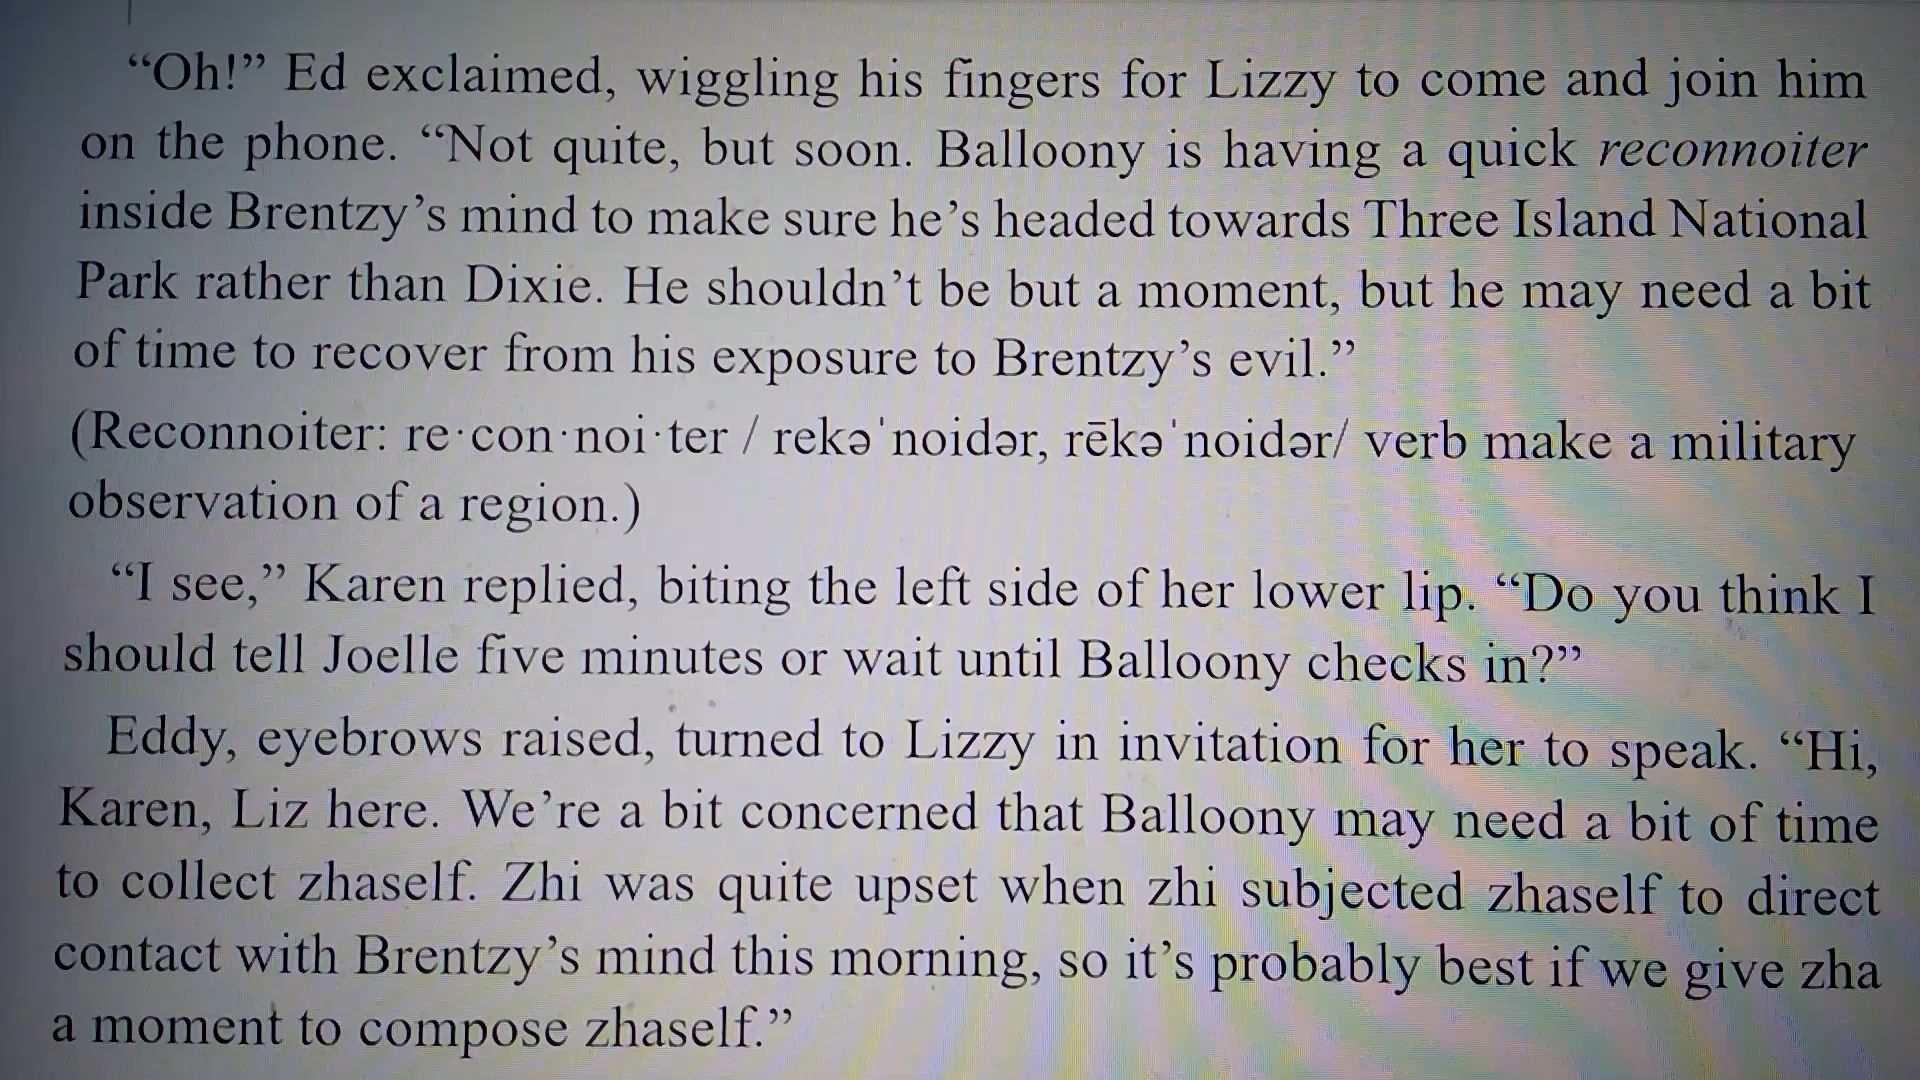 “Oh!” Ed exclaimed, wiggling his fingers for Lizzy to come and join him
on the phone. “Not quite, but soon. Balloony is having a quick reconnoiter
inside Brentzy’s mind to make sure he’s headed towards Three Island National
Park rather than Dixie. He shouldn’t be but a moment, but he may need a bit
of time to recover from his exposure to Brentzy’s evil.”
(Reconnoiter: re·con·noi·ter / rekəˈnoidər, rēkəˈnoidər/ verb make a military
observation of a region.)
“I see,” Karen replied, biting the left side of her lower lip. “Do you think I
should tell Joelle five minutes or wait until Balloony checks in?”
Eddy, eyebrows raised, turned to Lizzy in invitation for her to speak. “Hi,
Karen, Liz here. We’re a bit concerned that Balloony may need a bit of time
to collect zhaself. Zhi was quite upset when zhi subjected zhaself to direct
contact with Brentzy’s mind this morning, so it’s probably best if we give zha
a moment to compose zhaself.”